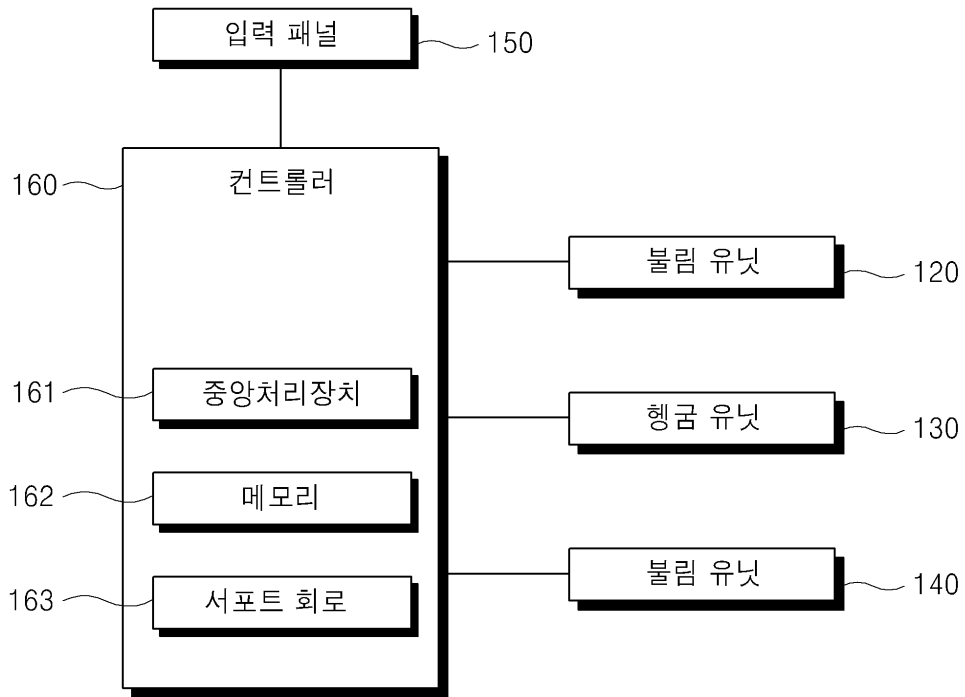 입력 패널
150
160
컨트롤러
불림 유닛
120
161
중앙처리장치
헹굼 유닛
130
162
메모리
불림 유닛
140
163
서포트 회로